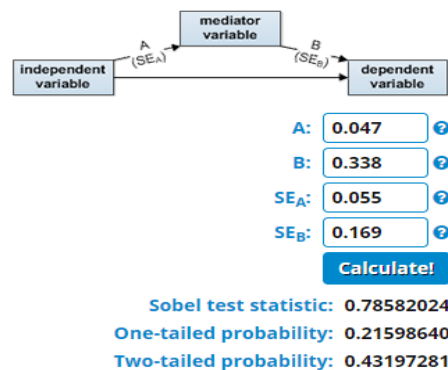 mediator
variable
A
(SEA)
B
(SEB)
independent
variable
dependent
variable
A: 0.047 ?
B: 0.338 ?
SEA: 0.055 ?
SEB: 0.169 ?
Calculate!
Sobel test statistic: 0.78582024
One-tailed probability: 0.21598640
Two-tailed probability: 0.43197281